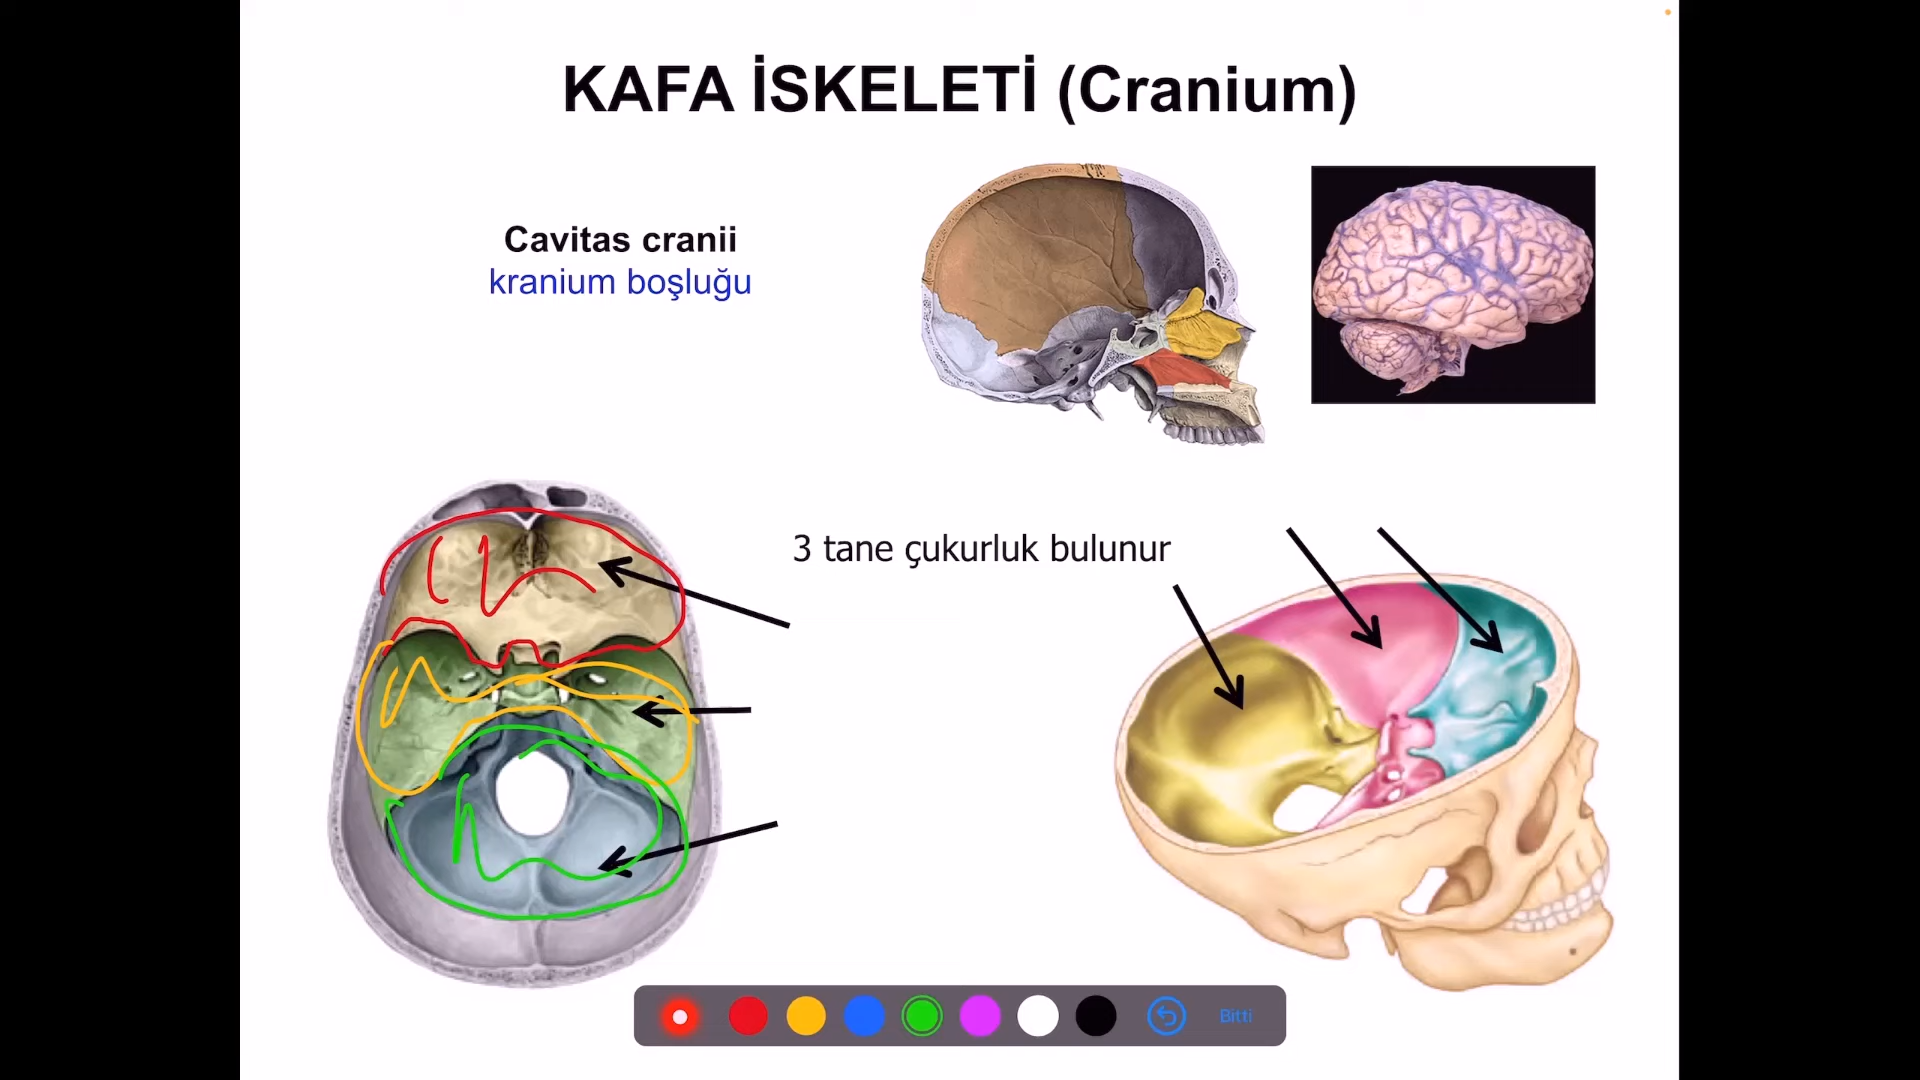 KAFA İSKELETİ (Cranium)
Cavitas cranii
kranium boşluğu
3 tane çukurluk bulunur
Bitti